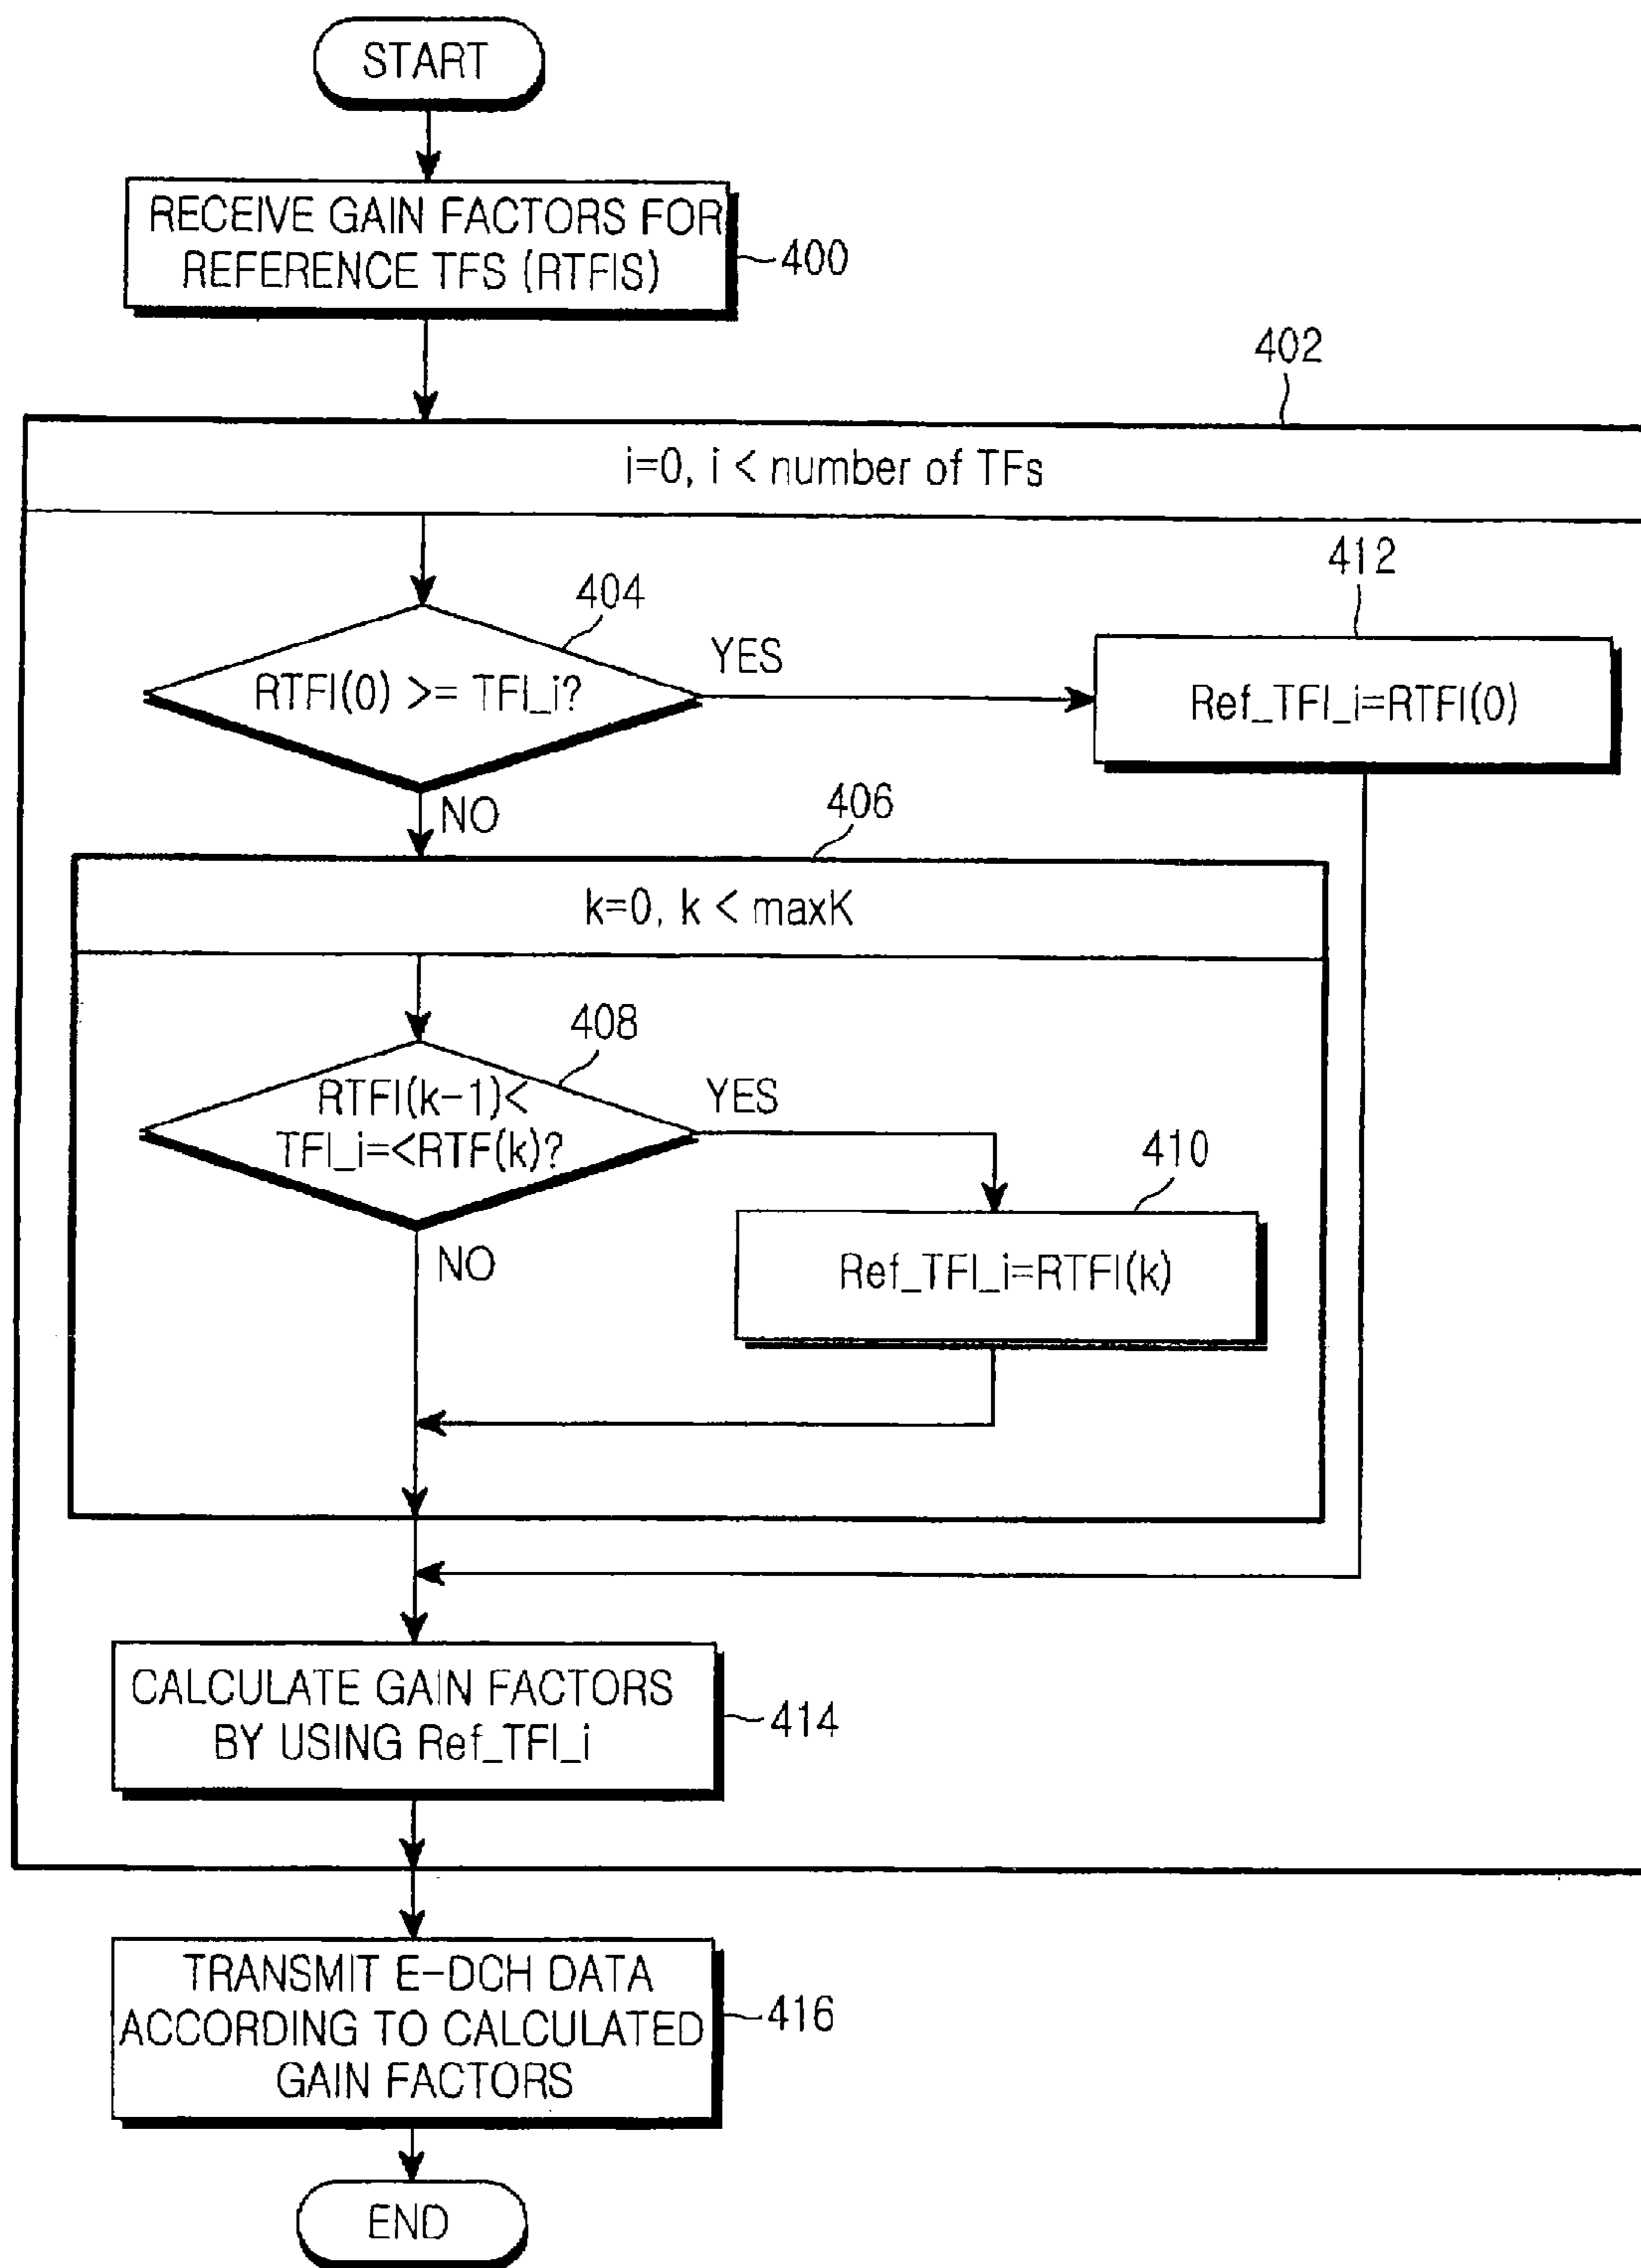 START
RECEIVE GAIN FACTORS FOR
REFERENCE TFS (RTFIS)
400
402
i=0, i < number of TFs
404
412
RTFI(0) >= TFI_i?
YES
Ref_TFI_i=RTFI(0)
NO
406
k=0, k < maxK
408
RTFI(k-1)<
TFI_i=<RTF(k)?
YES
410
Ref_TFI_i=RTFI(k)
NO
CALCULATE GAIN FACTORS
BY USING Ref_TFI_i
414
TRANSMIT E-DCH DATA
ACCORDING TO CALCULATED
GAIN FACTORS
416
END